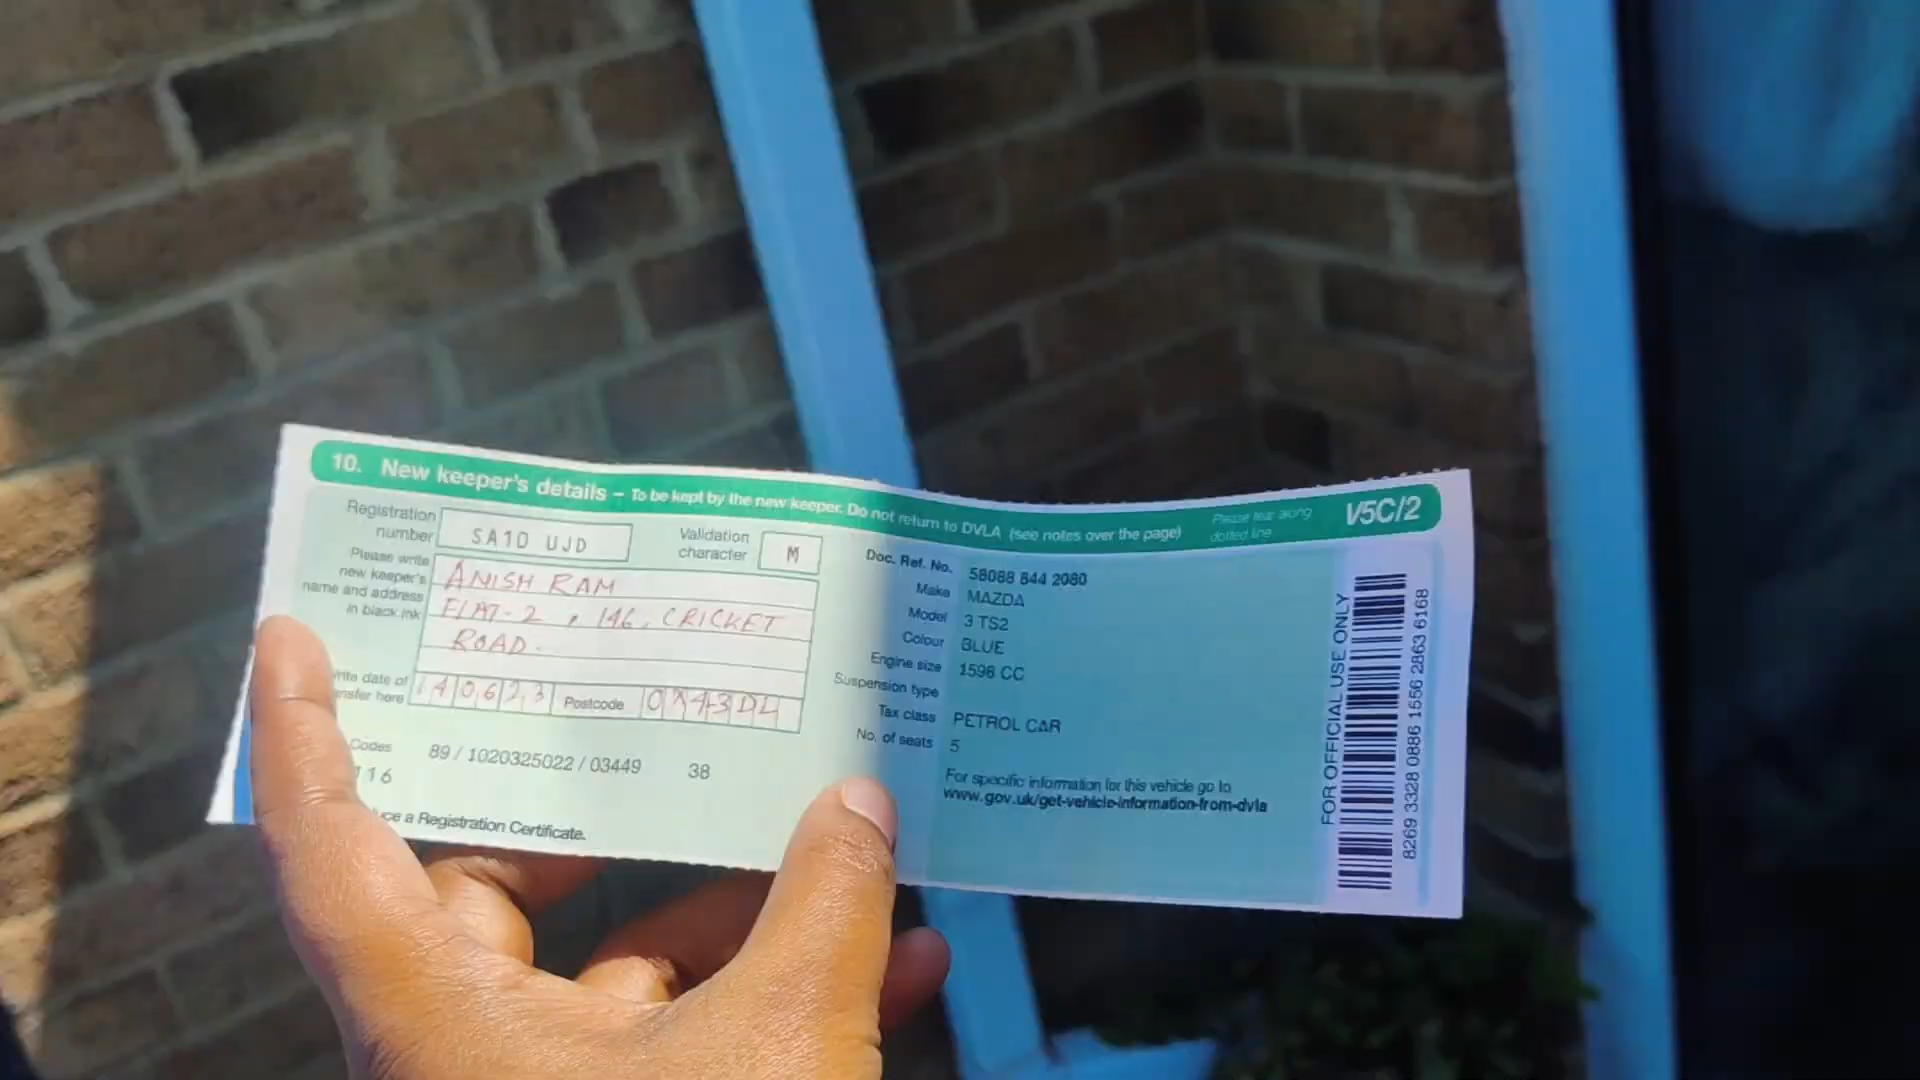 10. New keeper's details – To be kept by the new keeper. Do not return to DVLA (see notes over the page)
Please tear along dotted line
V5C/2
Registration number
SA10 UJD
Validation character
M
Please write new keeper's name and address in black ink
ANISH RAM
FLAT-2, 146, CRICKET
ROAD.
rite date of
nsfer here
140623
Postcode
OX43DL
Codes
89 / 1020325022 / 03449
38
116
uce a Registration Certificate.
Doc. Ref. No. 58088 844 2080
Make MAZDA
Model 3 TS2
Colour BLUE
Engine size 1598 CC
Suspension type
Tax class PETROL CAR
No. of seats 5
For specific information for this vehicle go to
www.gov.uk/get-vehicle-information-from-dvla
FOR OFFICIAL USE ONLY
8269 3328 0886 1556 2863 6168